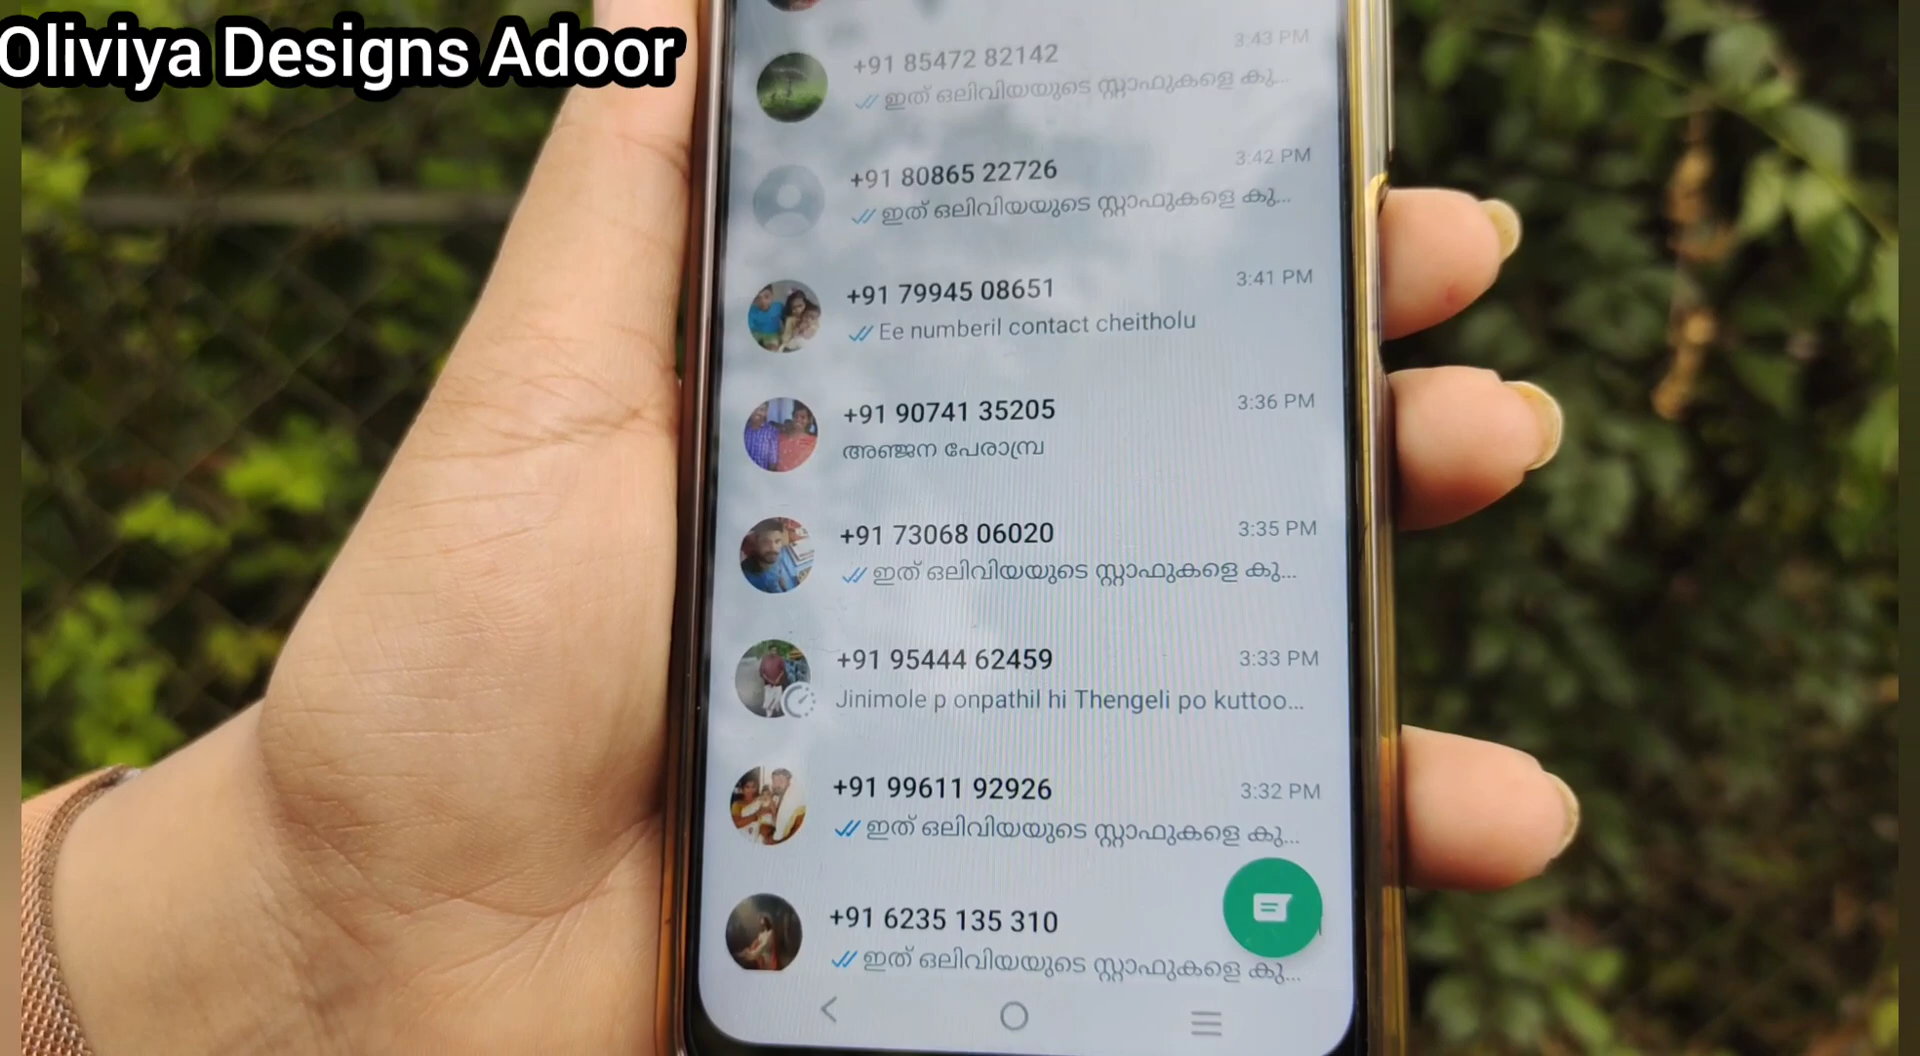 Oliviya Designs Adoor
+91 85472 82142
3:43 PM
ഇത് ഒലിവിയയുടെ സ്റ്റാഫുകളെ കു...
+91 80865 22726
3:42 PM
ഇത് ഒലിവിയയുടെ സ്റ്റാഫുകളെ കു...
+91 79945 08651
3:41 PM
Ee numberil contact cheitholu
+91 90741 35205
3:36 PM
അഞ്ജന പേരാമ്പ്ര
+91 73068 06020
3:35 PM
ഇത് ഒലിവിയയുടെ സ്റ്റാഫുകളെ കു...
+91 95444 62459
3:33 PM
Jinimole p onpathil hi Thengeli po kuttoo...
+91 99611 92926
3:32 PM
ഇത് ഒലിവിയയുടെ സ്റ്റാഫുകളെ കു...
+91 6235 135 310
ഇത് ഒലിവിയയുടെ സ്റ്റാഫുകളെ കു...